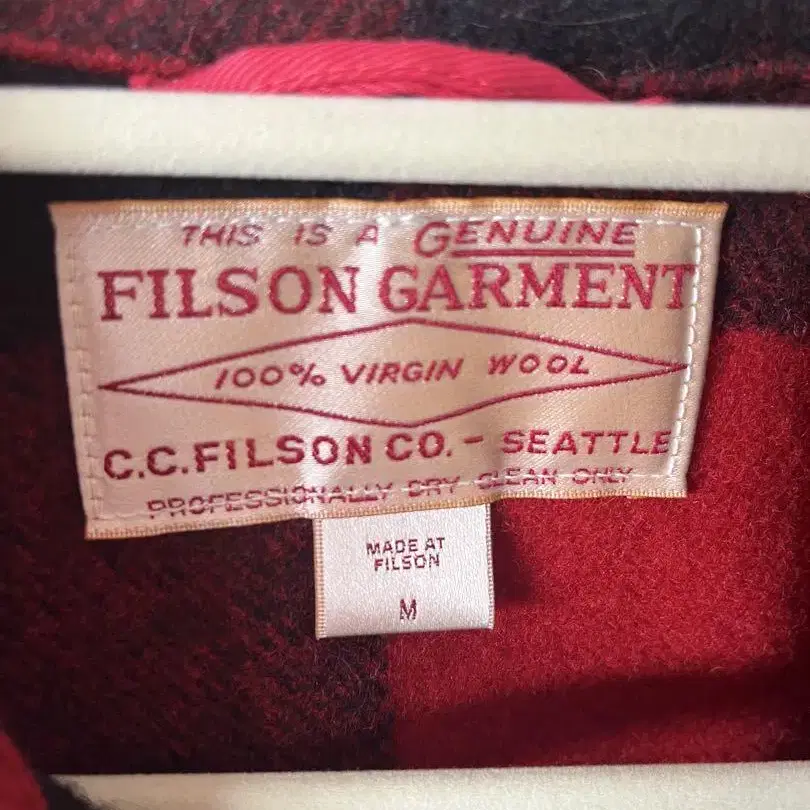 THIS IS A GENUINE
FILSON GARMENT
100% VIRGIN WOOL
C.C.FILSON CO. - SEATTLE
PROFESSIONALLY DRY CLEAN ONLY
MADE AT
FILSON
M